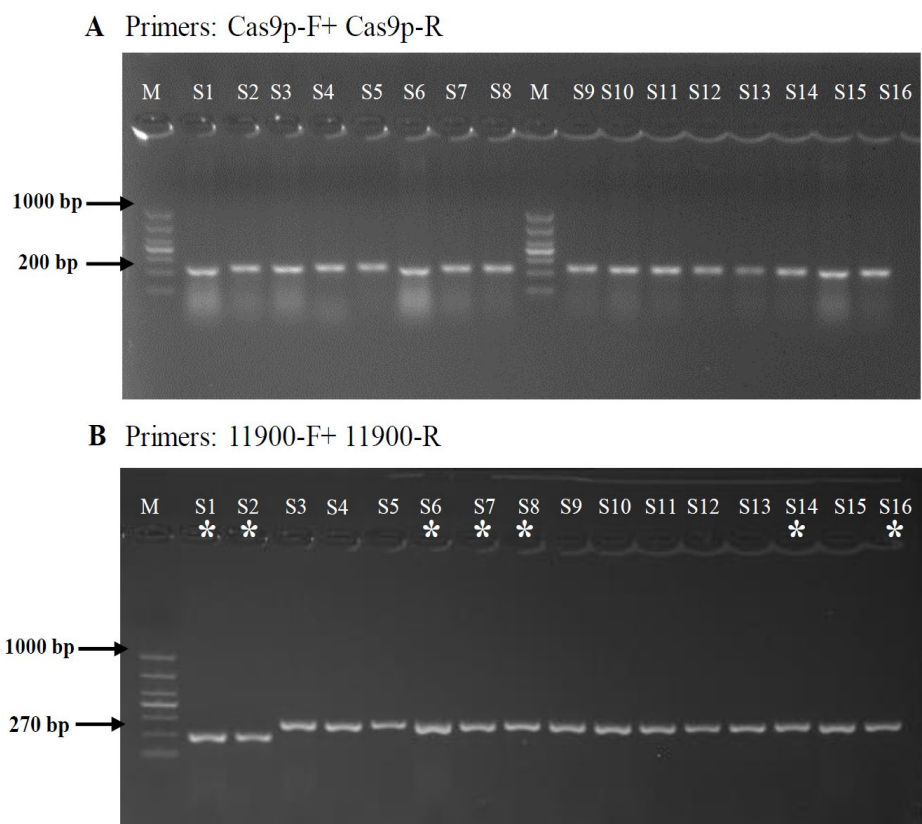 A Primers: Cas9p-F+ Cas9p-R
M S1 S2 S3 S4 S5 S6 S7 S8 M S9 S10 S11 S12 S13 S14 S15 S16
1000 bp
200 bp
B Primers: 11900-F+ 11900-R
M S1 S2 S3 S4 S5 S6 S7 S8 S9 S10 S11 S12 S13 S14 S15 S16
* * * * * * *
1000 bp
270 bp